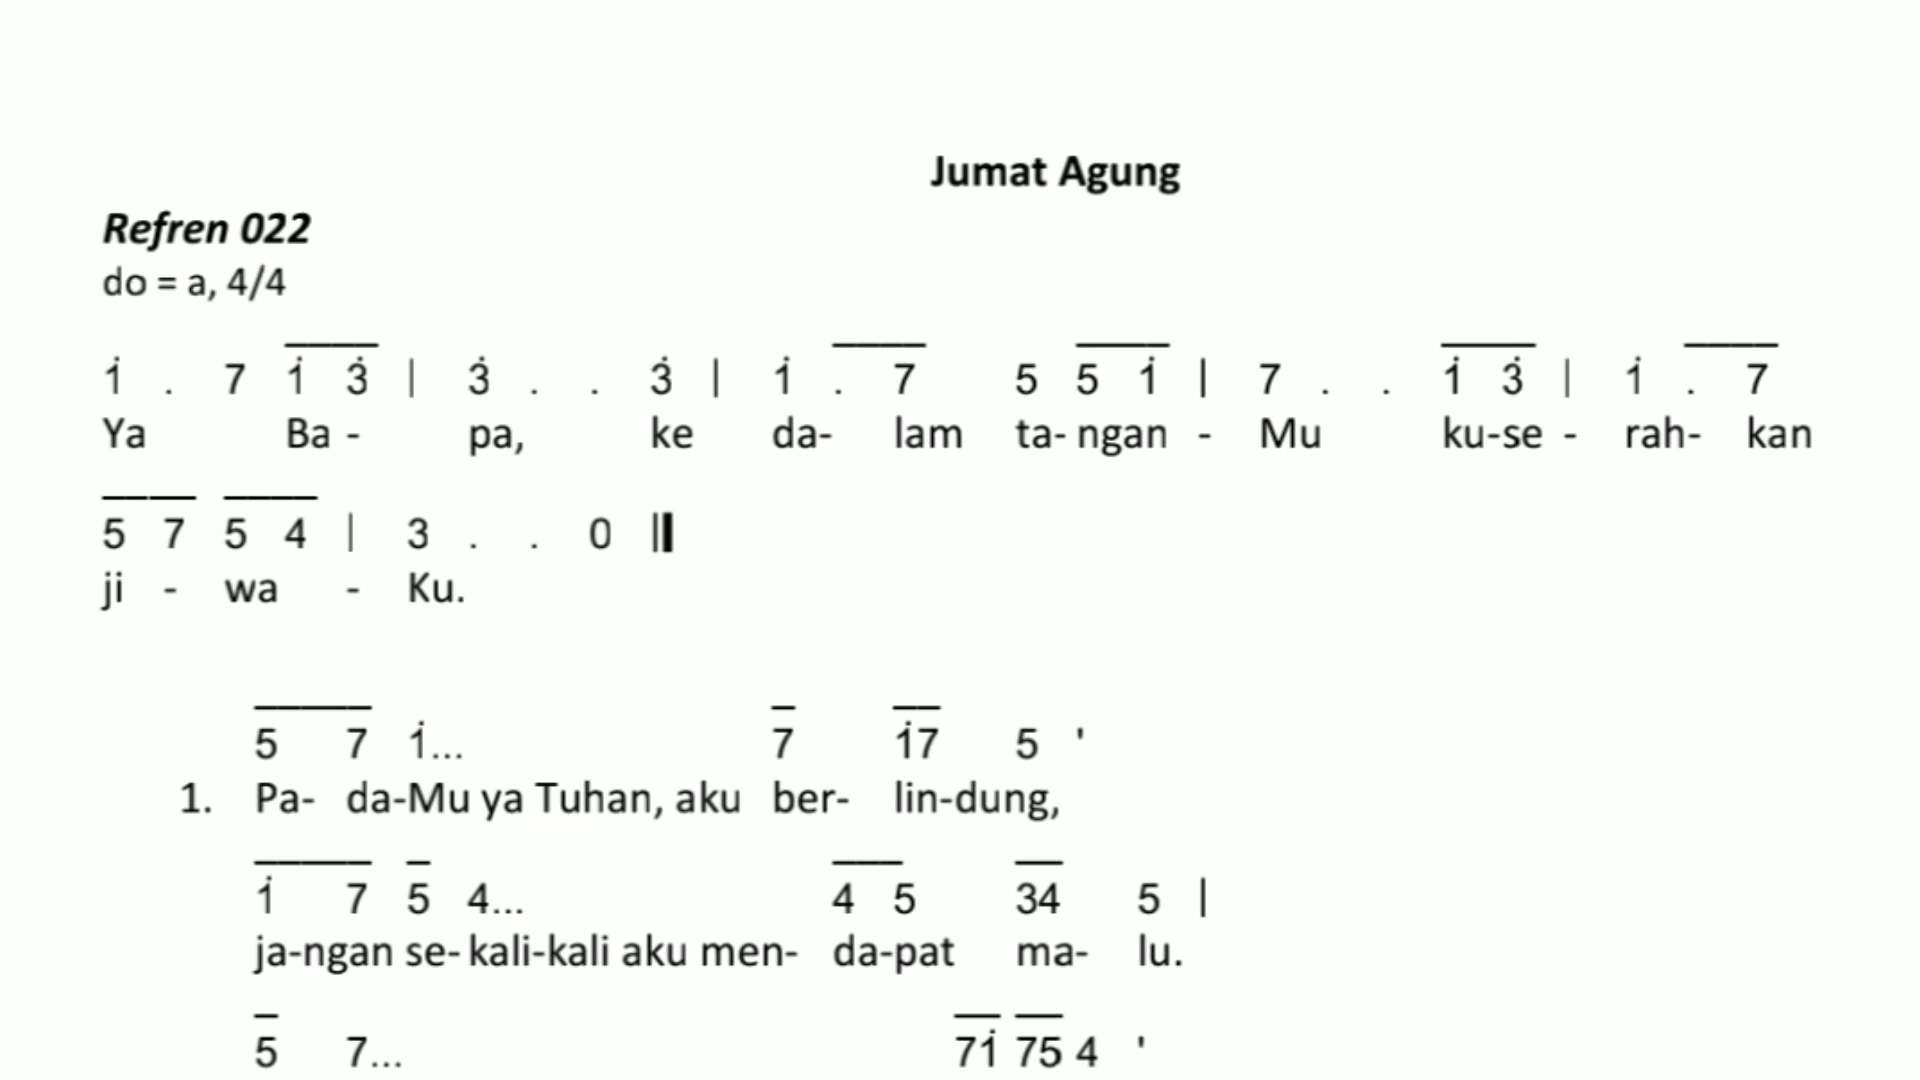 Jumat Agung
Refren 022
do = a, 4/4
1̇ . 7 1̇ 3̇ | 3̇ . . 3̇ | 1̇ . 7 5 5 1̇ | 7 . . 1̇ 3̇ | 1̇ . 7
Ya Ba - pa, ke da- lam ta- ngan - Mu ku-se - rah- kan
5 7 5 4 | 3 . . 0 ||
ji - wa - Ku.
5 7 1̇... 7 1̇7 5 '
1. Pa- da-Mu ya Tuhan, aku ber- lin-dung,
1̇ 7 5 4... 4 5 34 5 |
ja-ngan se- kali-kali aku men- da-pat ma- lu.
5 7... 71̇ 75 4 '